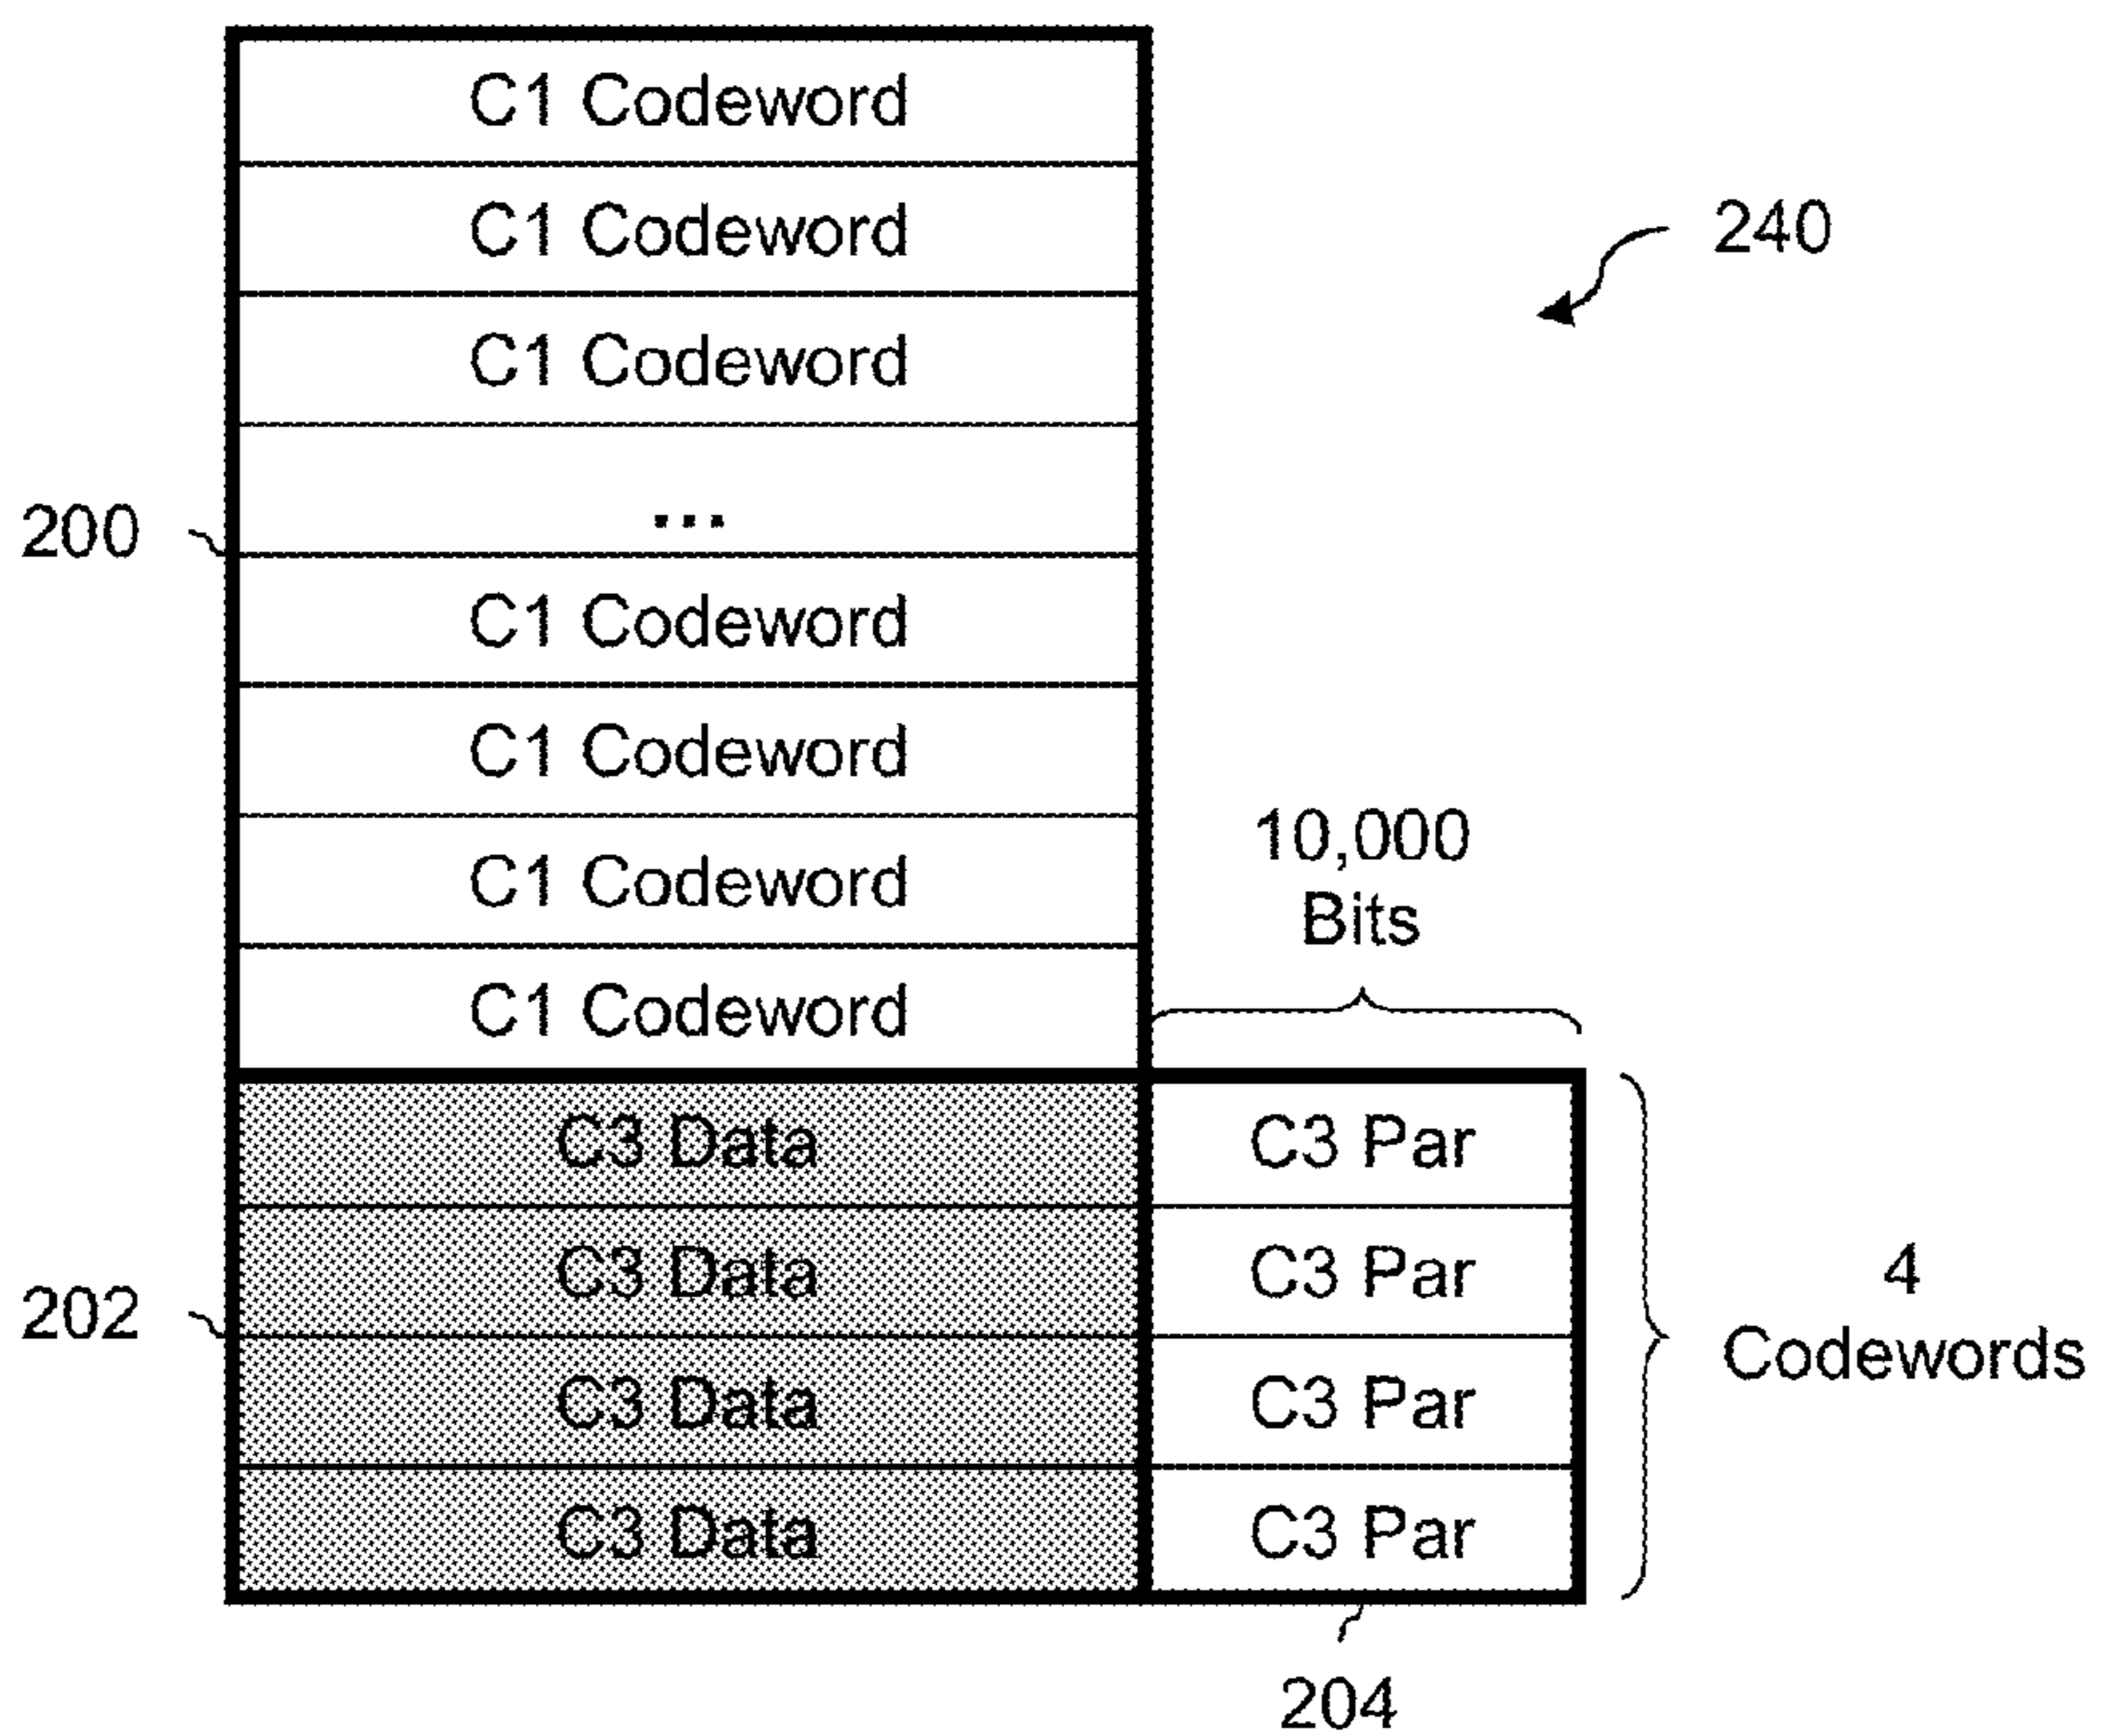 C1 Codeword
C1 Codeword
240
C1 Codeword
...
200
C1 Codeword
C1 Codeword
10,000
Bits
C1 Codeword
C1 Codeword
C3 Data C3 Par
C3 Data C3 Par
202
4
Codewords
C3 Data C3 Par
C3 Data C3 Par
204